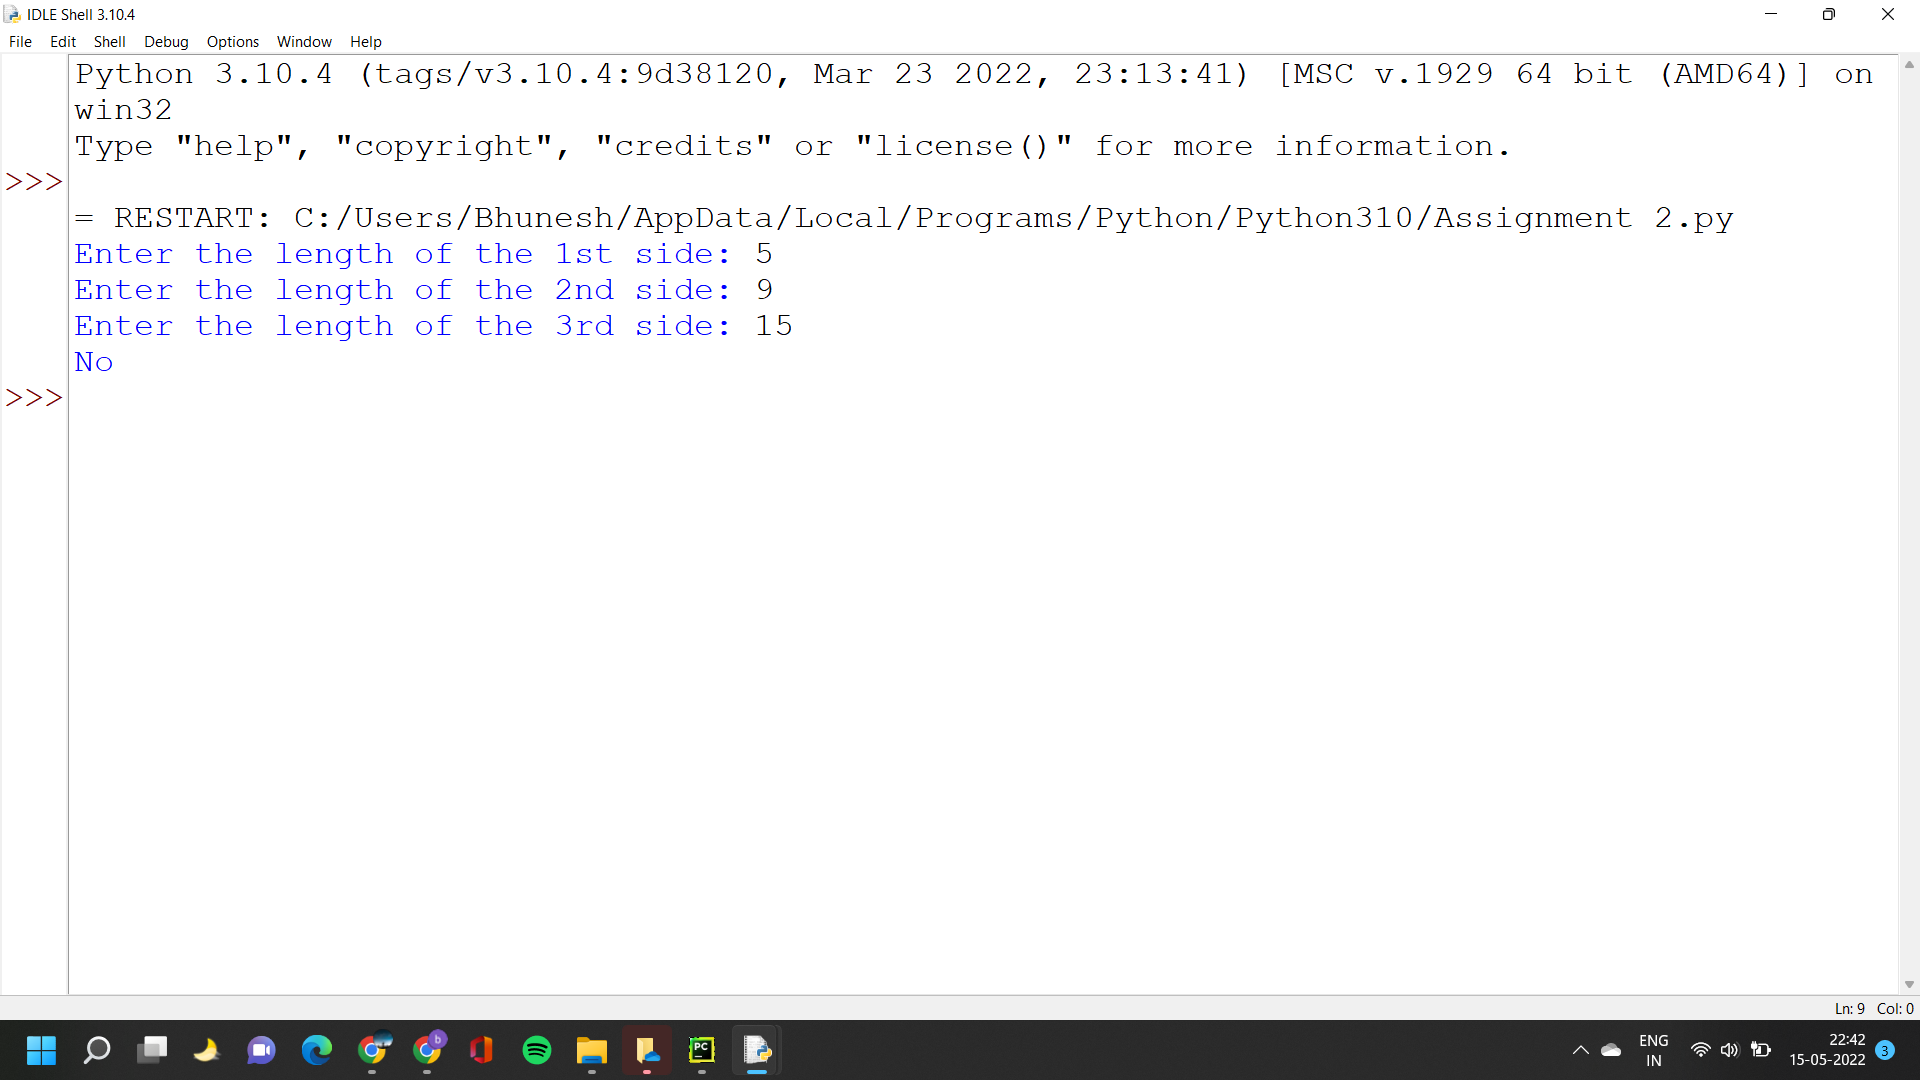 IDLE Shell 3.10.4
File Edit Shell Debug Options Window Help
Python 3.10.4 (tags/v3.10.4:9d38120, Mar 23 2022, 23:13:41) [MSC v.1929 64 bit (AMD64)] on
win32
Type "help", "copyright", "credits" or "license()" for more information.
>>>
= RESTART: C:/Users/Bhunesh/AppData/Local/Programs/Python/Python310/Assignment 2.py
Enter the length of the 1st side: 5
Enter the length of the 2nd side: 9
Enter the length of the 3rd side: 15
No
>>>
Ln: 9 Col: 0
b
PC
ENG
IN
22:42
15-05-2022
3